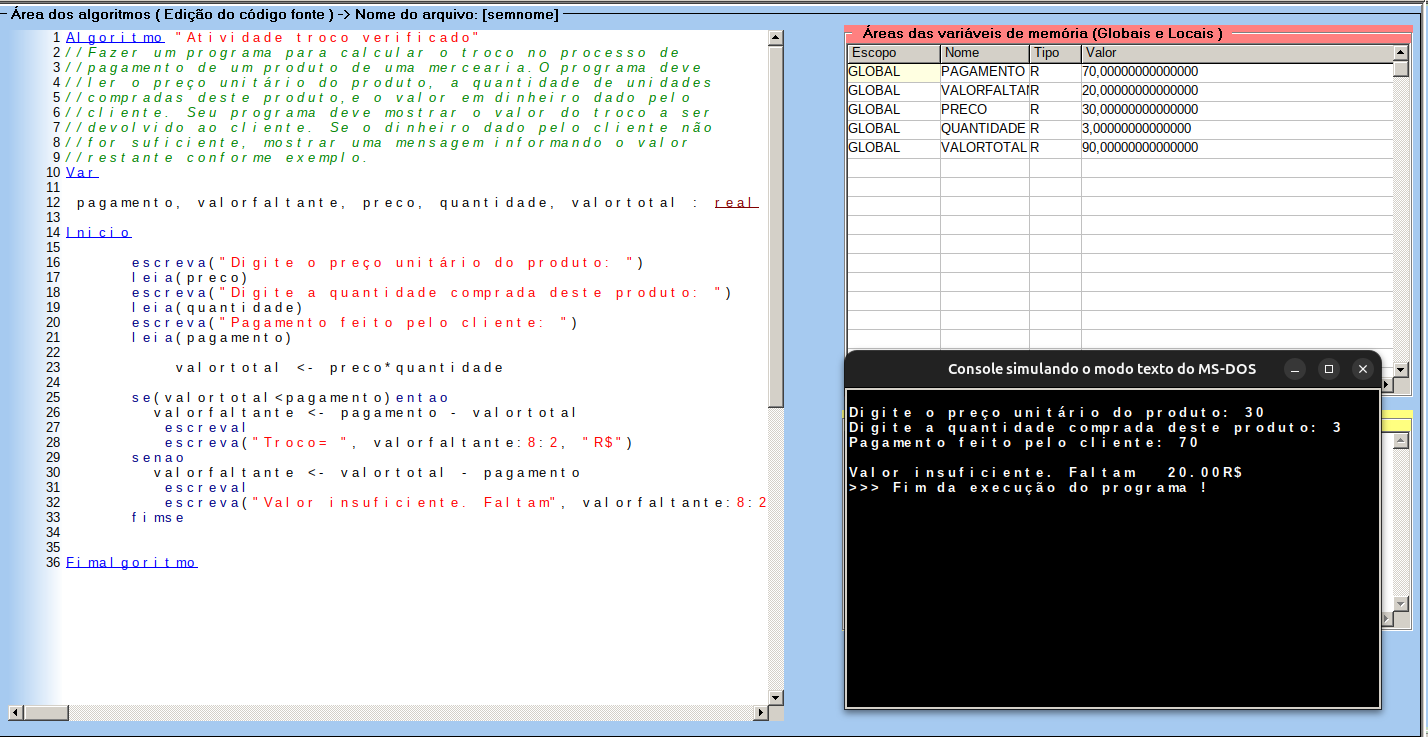 Área dos algoritmos ( Edição do código fonte ) -> Nome do arquivo: [semnome]
1 Algoritmo "Atividade troco verificado"
2 //Fazer um programa para calcular o troco no processo de
3 //pagamento de um produto de uma mercearia.O programa deve
4 //ler o preço unitário do produto, a quantidade de unidades
5 //compradas deste produto,e o valor em dinheiro dado pelo
6 //cliente. Seu programa deve mostrar o valor do troco a ser
7 //devolvido ao cliente. Se o dinheiro dado pelo cliente não
8 //for suficiente, mostrar uma mensagem informando o valor
9 //restante conforme exemplo.
10 Var
11
12 pagamento, valorfaltante, preco, quantidade, valortotal : real
13
14 Inicio
15
16 escreva("Digite o preço unitário do produto: ")
17 leia(preco)
18 escreva("Digite a quantidade comprada deste produto: ")
19 leia(quantidade)
20 escreva("Pagamento feito pelo cliente: ")
21 leia(pagamento)
22
23 valortotal <- preco*quantidade
24
25 se(valortotal<pagamento)entao
26 valorfaltante <- pagamento - valortotal
27 escreval
28 escreva("Troco= ", valorfaltante:8:2, "R$")
29 senao
30 valorfaltante <- valortotal - pagamento
31 escreval
32 escreva("Valor insuficiente. Faltam", valorfaltante:8:2
33 fimse
34
35
36 Fimalgoritmo
Áreas das variáveis de memória (Globais e Locais )
Escopo Nome Tipo Valor
GLOBAL PAGAMENTO R 70,00000000000000
GLOBAL VALORFALTA R 20,00000000000000
GLOBAL PRECO R 30,00000000000000
GLOBAL QUANTIDADE R 3,00000000000000
GLOBAL VALORTOTAL R 90,00000000000000
Console simulando o modo texto do MS-DOS
Digite o preço unitário do produto: 30
Digite a quantidade comprada deste produto: 3
Pagamento feito pelo cliente: 70
Valor insuficiente. Faltam 20.00R$
>>> Fim da execução do programa !